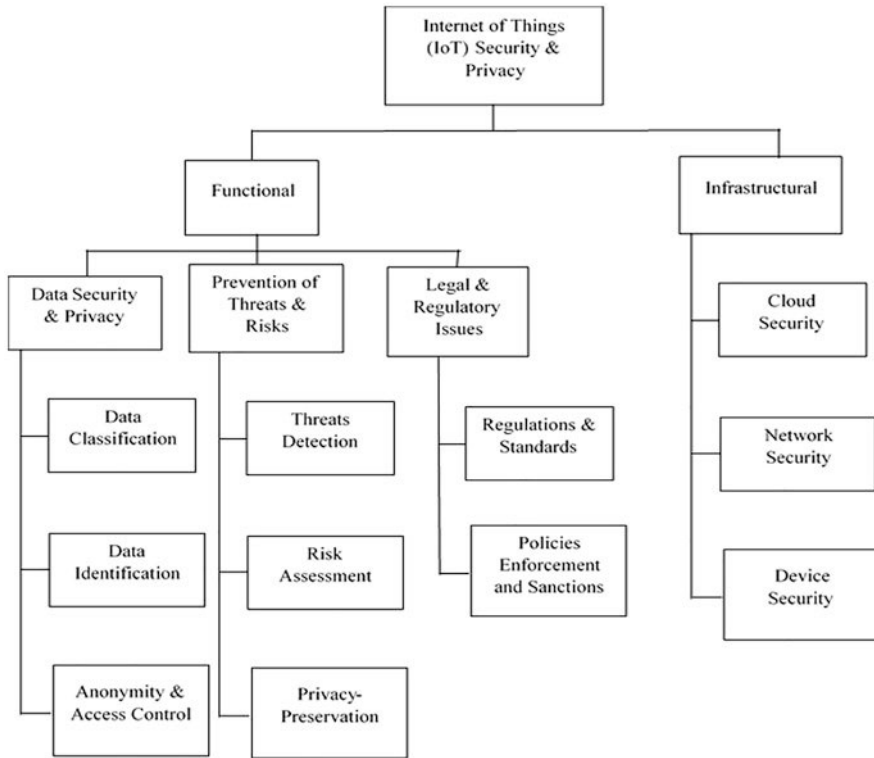 Internet of Things
(IoT) Security &
Privacy
Functional
Infrastructural
Data Security
& Privacy
Prevention of
Threats &
Risks
Legal &
Regulatory
Issues
Cloud
Security
Data
Classification
Threats
Detection
Regulations &
Standards
Network
Security
Data
Identification
Risk
Assessment
Policies
Enforcement
and Sanctions
Device
Security
Anonymity &
Access Control
Privacy-
Preservation